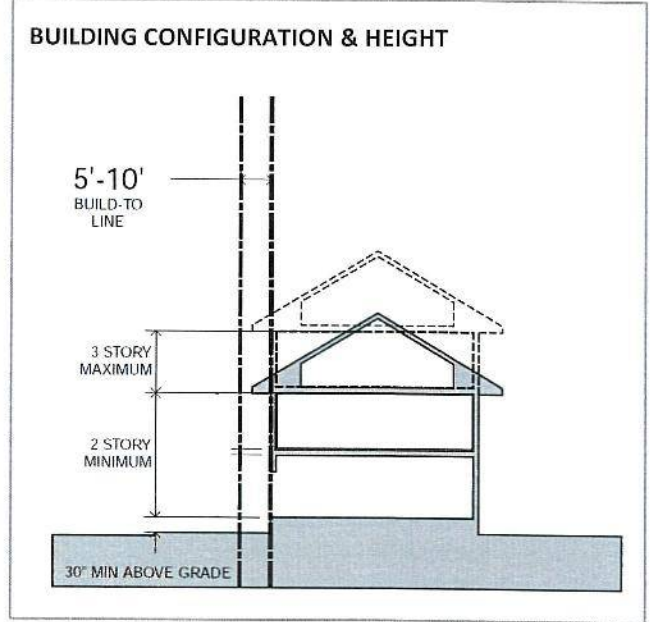 BUILDING CONFIGURATION & HEIGHT
5'-10'
BUILD-TO
LINE
3 STORY
MAXIMUM
2 STORY
MINIMUM
30" MIN ABOVE GRADE